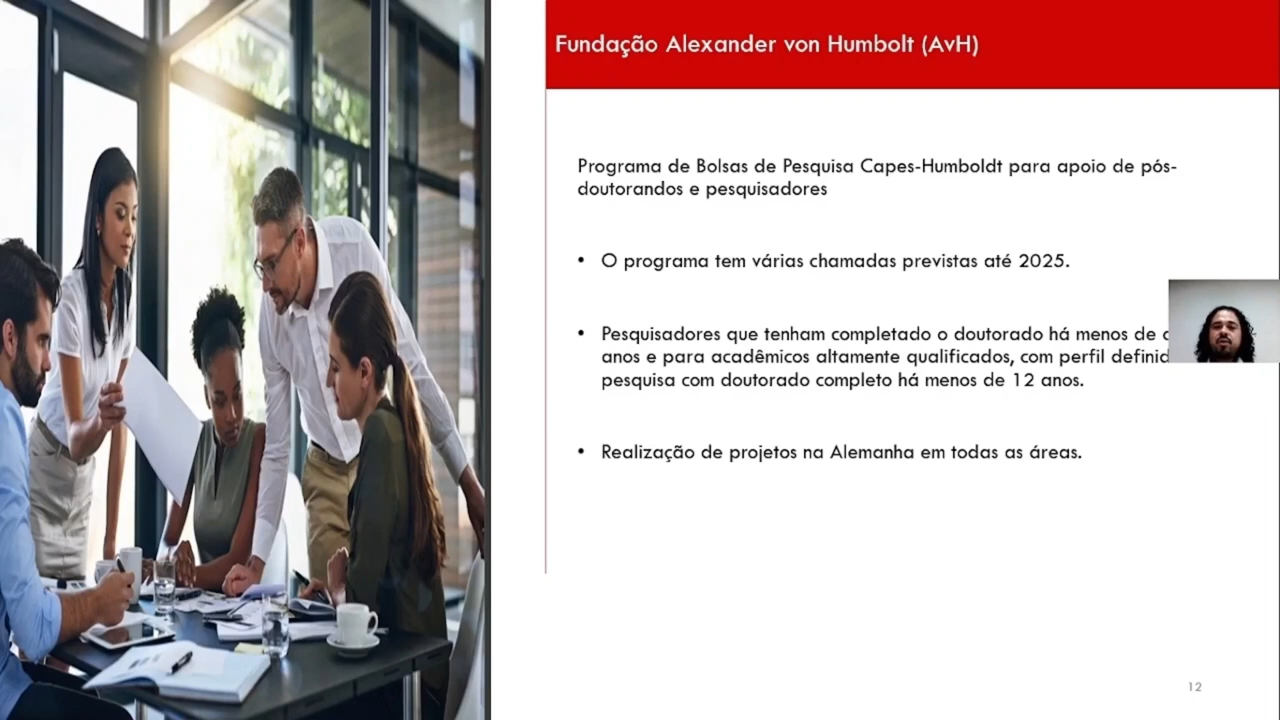 Fundação Alexander von Humbolt (AvH)
Programa de Bolsas de Pesquisa Capes-Humboldt para apoio de pós-
doutorandos e pesquisadores
• O programa tem várias chamadas previstas até 2025.
• Pesquisadores que tenham completado o doutorado há menos de
anos e para acadêmicos altamente qualificados, com perfil
pesquisa com doutorado completo há menos de 12 anos.
• Realização de projetos na Alemanha em todas as áreas.
12